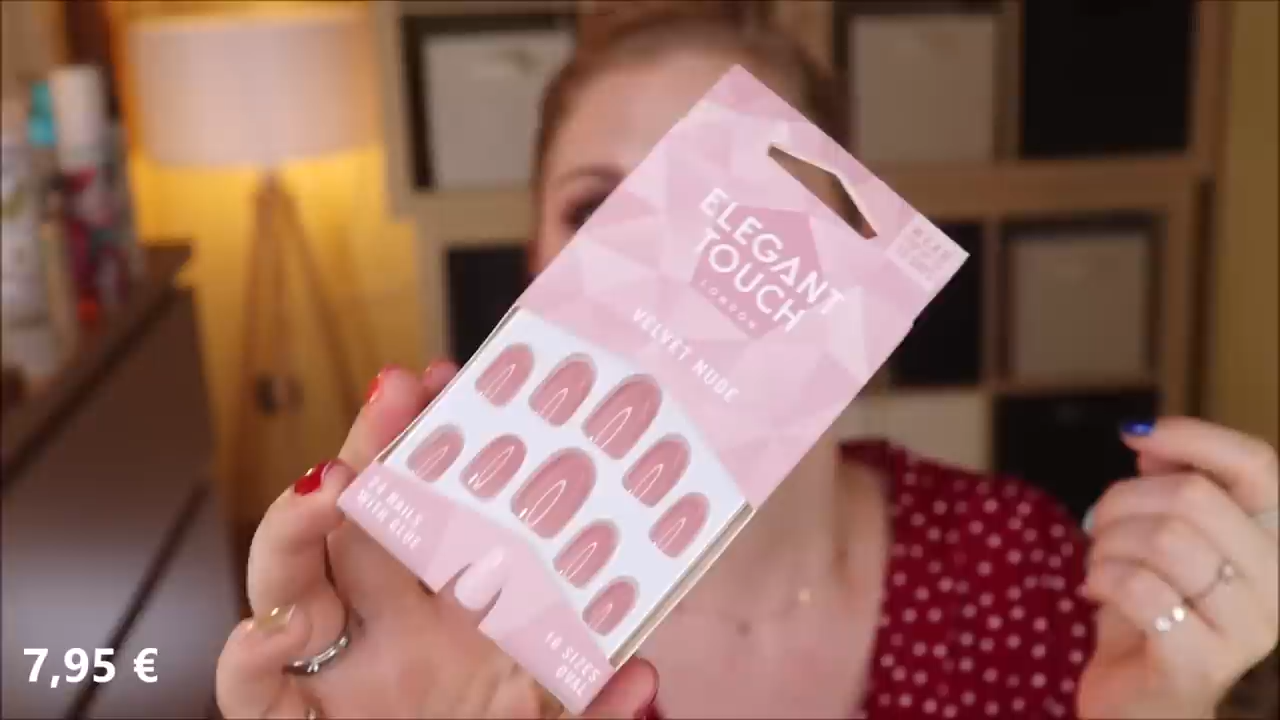 ELEGANT
TOUCH
LONDON
VELVET NUDE
24 NAILS
WITH GLUE
10 SIZES
OVAL
7,95 €